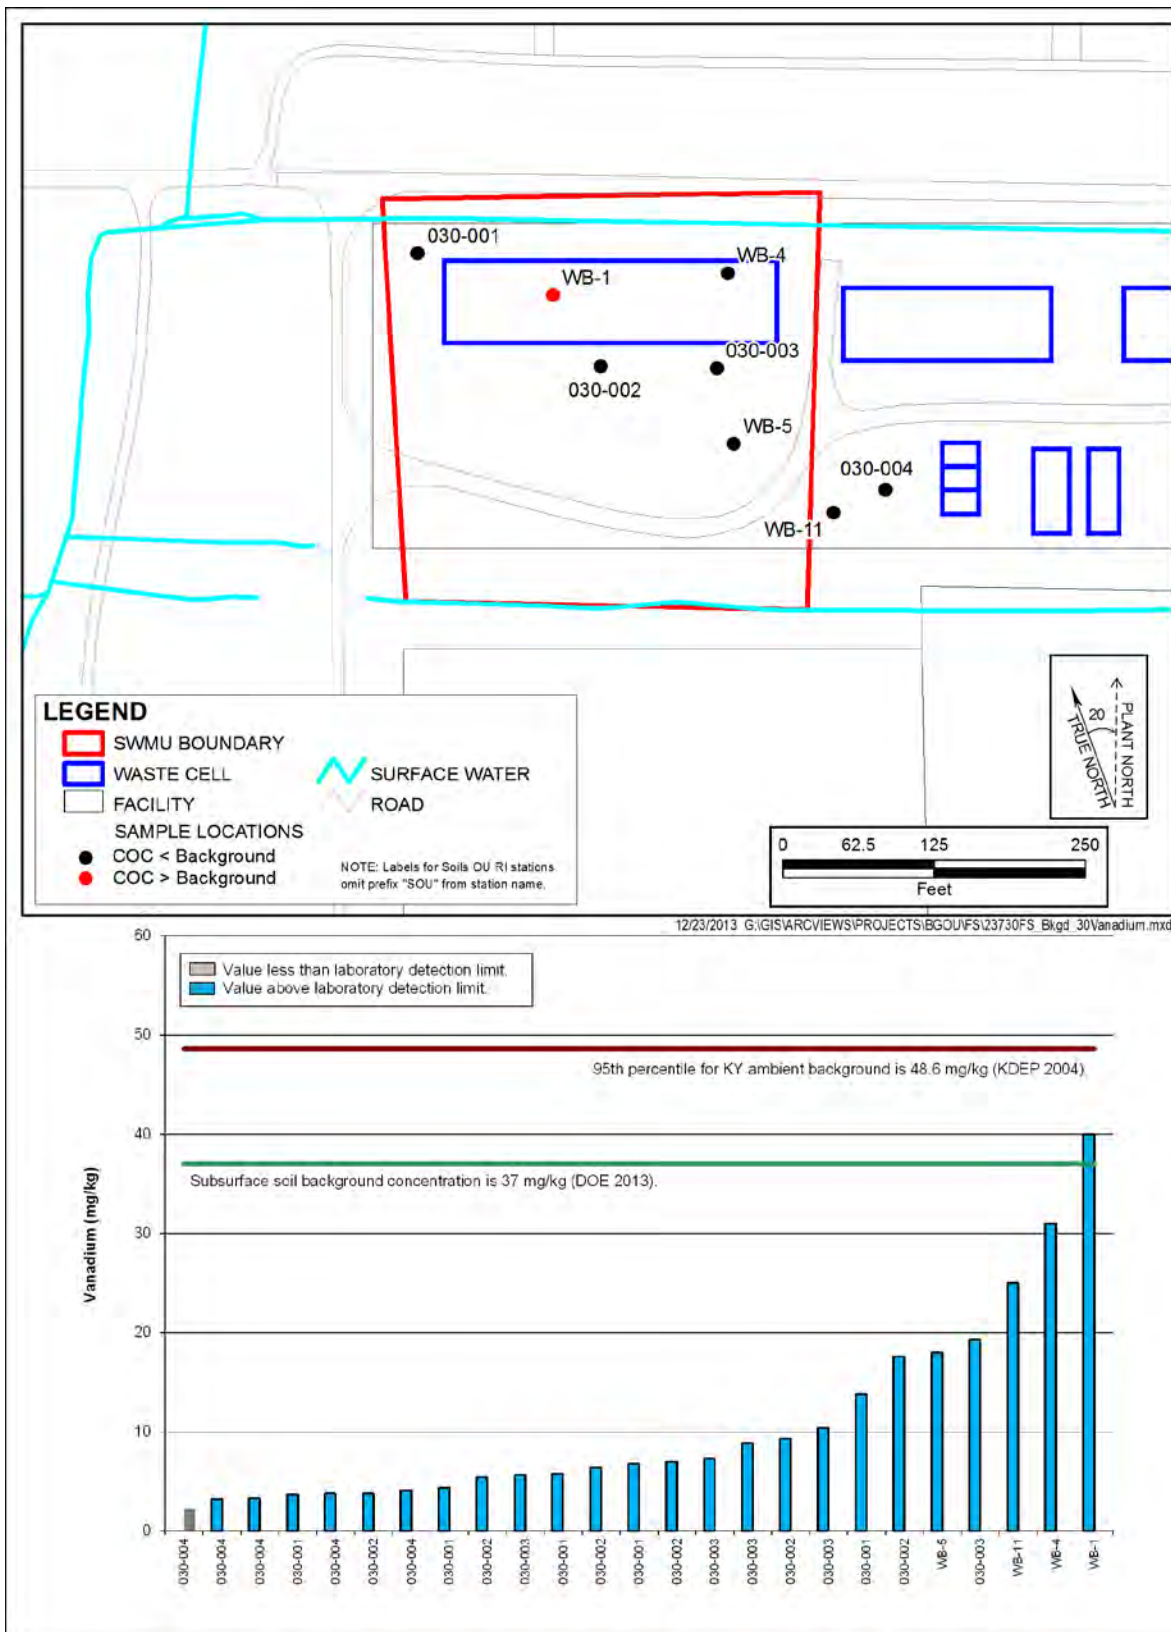 030-001
WB-4
WB-1
030-003
030-002
WB-5
030-004
WB-11
LEGEND
SWMU BOUNDARY
WASTE CELL
SURFACE WATER
FACILITY
ROAD
SAMPLE LOCATIONS
COC < Background
COC > Background
NOTE: Labels for Soils OU RI stations
omit prefix "SOU" from station name.
20
PLANT NORTH
TRUE NORTH
0 62.5 125 250
Feet
12/23/2013 G:\GIS\ARCVIEWS\PROJECTS\BGOU\FS\23730FS_Bkgd_30Vanadium.mxd
60
Value less than laboratory detection limit.
Value above laboratory detection limit.
50
95th percentile for KY ambient background is 48.6 mg/kg (KDEP 2004).
40
Subsurface soil background concentration is 37 mg/kg (DOE 2013).
30
Vanadium (mg/kg)
20
10
0
030-004
030-004
030-004
030-001
030-004
030-002
030-004
030-001
030-002
030-003
030-001
030-002
030-001
030-002
030-003
030-003
030-002
030-003
030-001
030-002
WB-5
030-003
WB-11
WB-4
WB-1